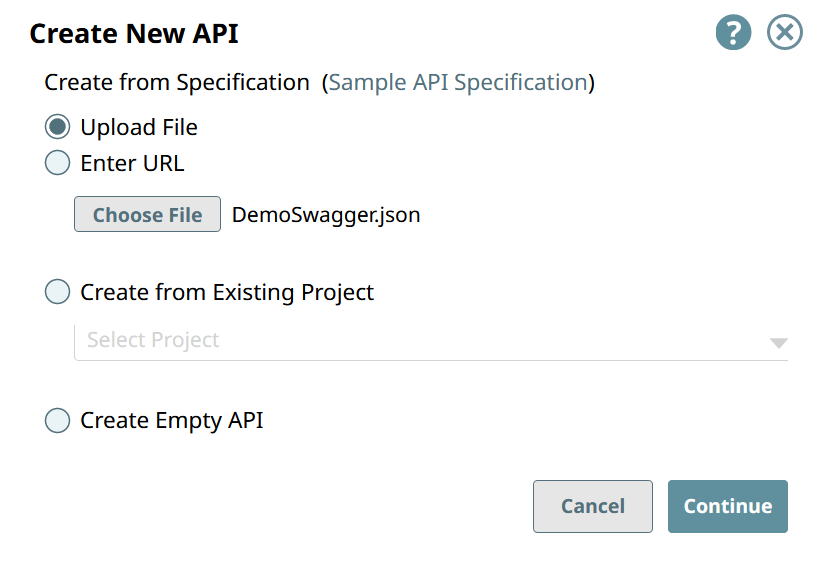 Create New API
?
Create from Specification (Sample API Specification)
Upload File
Enter URL
Choose File DemoSwagger.json
Create from Existing Project
Select Project
Create Empty API
Cancel Continue